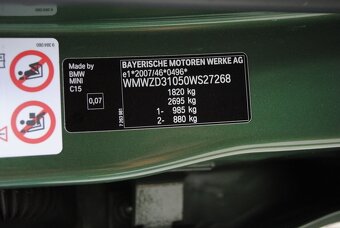 BAYERISCHE MOTOREN WERKE AG
Made by
BMW
MINI
C15
0,07
e1*2007/46*0496*
WMWZD31050WS27268
1820 kg
2695 kg
1- 985 kg
2- 880 kg